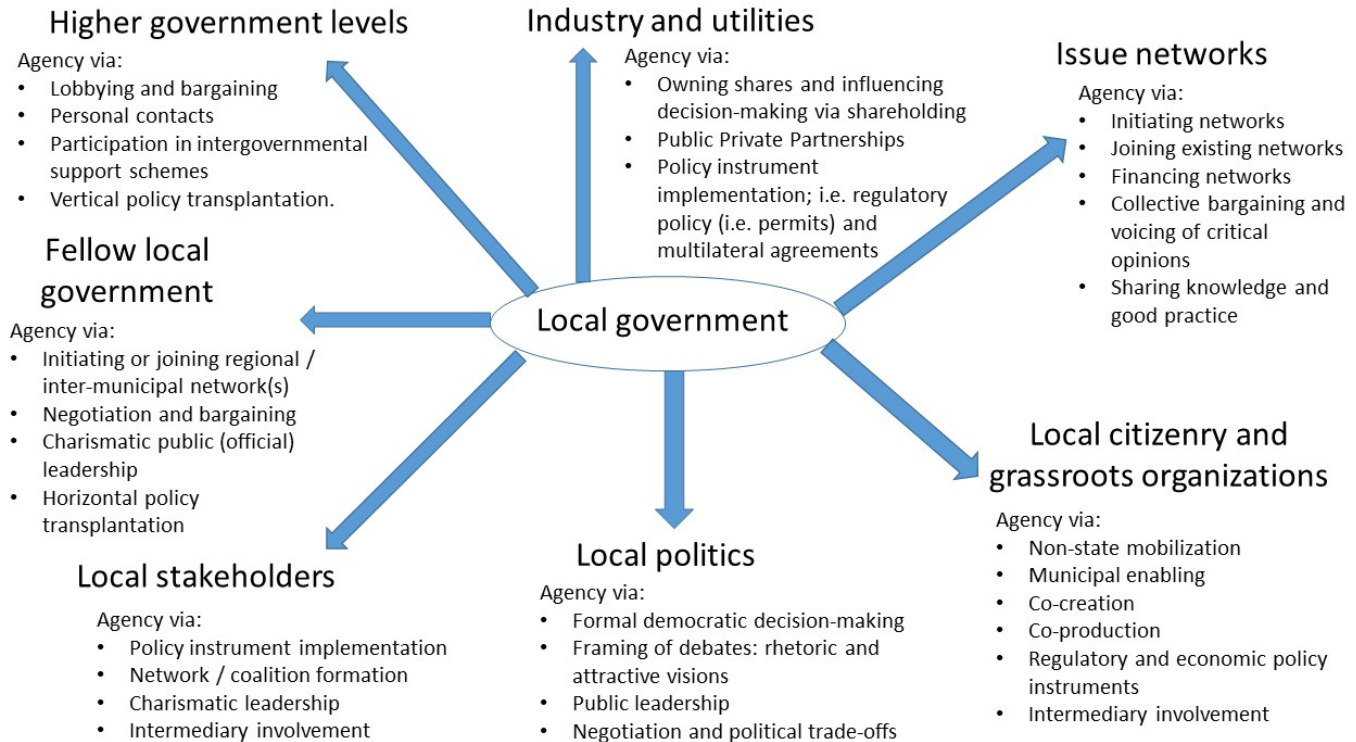 Higher government levels
Agency via:
• Lobbying and bargaining
• Personal contacts
• Participation in intergovernmental
support schemes
• Vertical policy transplantation.
Industry and utilities
Agency via:
• Owning shares and influencing
decision-making via shareholding
• Public Private Partnerships
• Policy instrument
implementation; i.e. regulatory
policy (i.e. permits) and
multilateral agreements
Issue networks
Agency via:
• Initiating networks
• Joining existing networks
• Financing networks
• Collective bargaining and
voicing of critical
opinions
• Sharing knowledge and
good practice
Fellow local
government
Agency via:
• Initiating or joining regional /
inter-municipal network(s)
• Negotiation and bargaining
• Charismatic public (official)
leadership
• Horizontal policy
transplantation
Local government
Local citizenry and
grassroots organizations
Agency via:
• Non-state mobilization
• Municipal enabling
• Co-creation
• Co-production
• Regulatory and economic policy
instruments
• Intermediary involvement
Local stakeholders
Agency via:
• Policy instrument implementation
• Network / coalition formation
• Charismatic leadership
• Intermediary involvement
Local politics
Agency via:
• Formal democratic decision-making
• Framing of debates: rhetoric and
attractive visions
• Public leadership
• Negotiation and political trade-offs